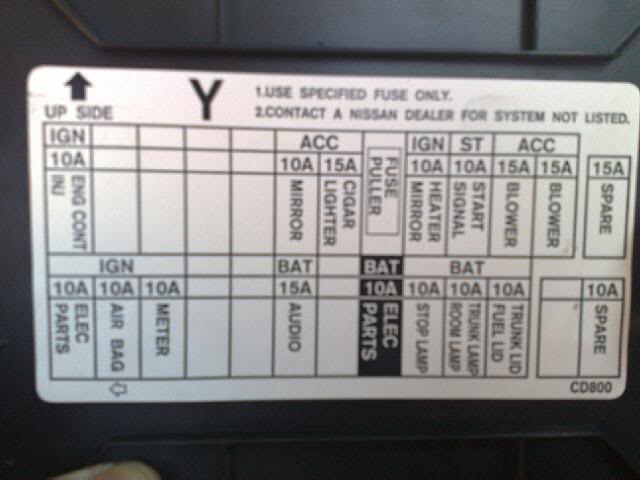 Y
1.USE SPECIFIED FUSE ONLY.
2.CONTACT A NISSAN DEALER FOR SYSTEM NOT LISTED.
UP SIDE
IGN ACC IGN ST ACC
10A 10A 15A FUSE PULLER 10A 10A 15A 15A 15A
ENG CONT INJ MIRROR CIGAR LIGHTER HEATER MIRROR START SIGNAL BLOWER BLOWER SPARE
IGN BAT BAT BAT
10A 10A 10A 15A 10A 10A 10A 10A 10A
ELEC PARTS AIR BAG METER AUDIO ELEC PARTS STOP LAMP TRUNK LAMP ROOM LAMP TRUNK LID FUEL LID SPARE
CD800